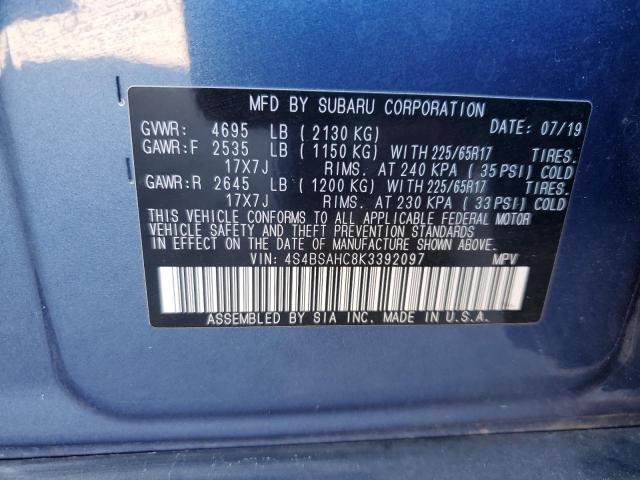 MFD BY SUBARU CORPORATION
GVWR: 4695 LB (2130 KG) DATE: 07/19
GAWR:F 2535 LB (1150 KG) WITH 225/65R17 TIRES.
17X7J RIMS. AT 240 KPA (35 PSI) COLD
GAWR:R 2645 LB (1200 KG) WITH 225/65R17 TIRES.
17X7J RIMS. AT 230 KPA (33 PSI) COLD
THIS VEHICLE CONFORMS TO ALL APPLICABLE FEDERAL MOTOR
VEHICLE SAFETY AND THEFT PREVENTION STANDARDS
IN EFFECT ON THE DATE OF MANUFACTURE SHOWN ABOVE.
VIN: 4S4BSAHC8K3392097 MPV
ASSEMBLED BY SIA INC. MADE IN U.S.A.